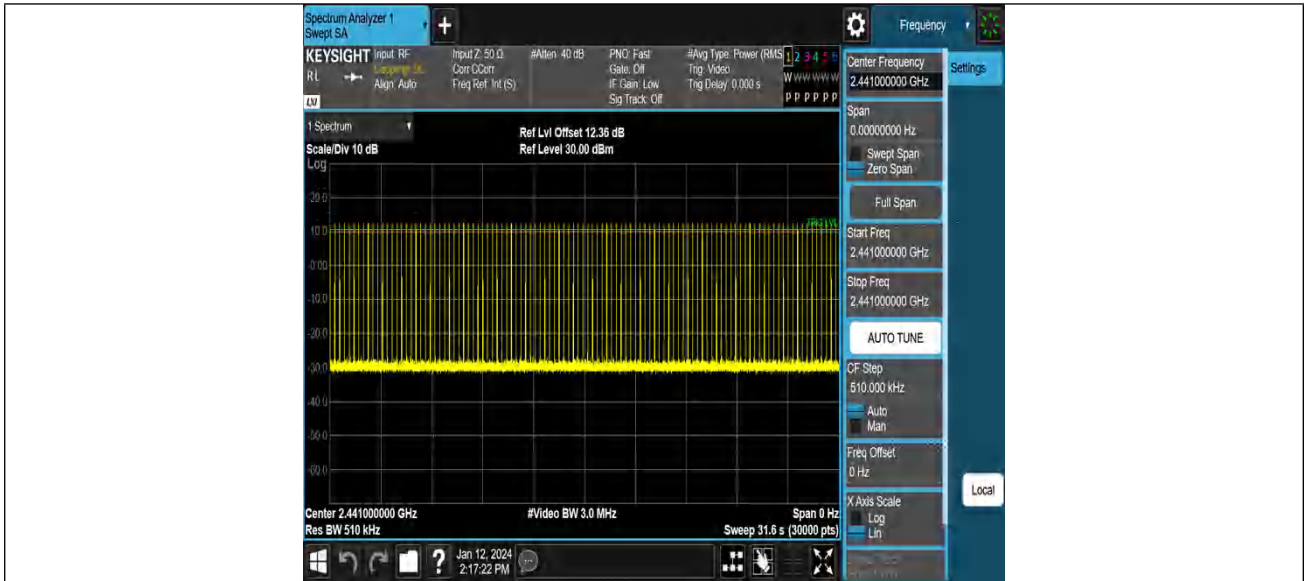 Spectrum Analyzer 1
Swept SA
+
Frequency
KEYSIGHT Input: RF Input Z: 50 Ω #Atten: 40 dB PNO: Fast #Avg Type: Power (RMS 1 2 3 4 5 6
RL Coupling: DC Corr CCorr Gate: Off Trig: Video W W W W W W
Align: Auto Freq Ref: Int (S) IF Gain: Low Trig Delay: 0.000 s
LXI Sig Track: Off P P P P P P
Center Frequency
2.441000000 GHz
Settings
Span
0.00000000 Hz
Swept Span
Zero Span
Full Span
Start Freq
2.441000000 GHz
Stop Freq
2.441000000 GHz
AUTO TUNE
CF Step
510.000 kHz
Auto
Man
Freq Offset
0 Hz
X Axis Scale
Log
Lin
Local
1 Spectrum
Ref Lvl Offset 12.36 dB
Scale/Div 10 dB Ref Level 30.00 dBm
Log
20.0
TRIG LVL
10.0
0.00
-10.0
-20.0
-30.0
-40.0
-50.0
-60.0
Center 2.441000000 GHz #Video BW 3.0 MHz Span 0 Hz
Res BW 510 kHz Sweep 31.6 s (30000 pts)
?
Jan 12, 2024
2:17:22 PM